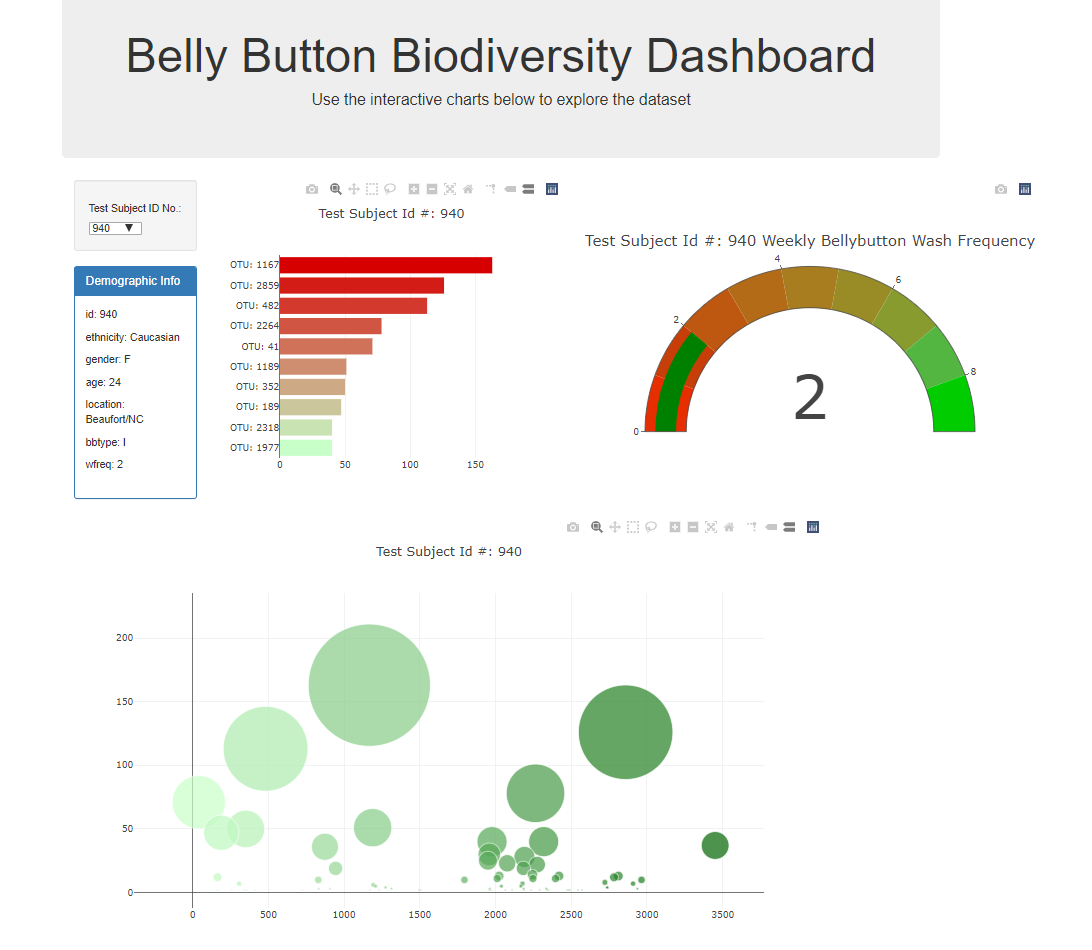 Belly Button Biodiversity Dashboard
Use the interactive charts below to explore the dataset
Test Subject ID No.:
940
Demographic Info
id: 940
ethnicity: Caucasian
gender: F
age: 24
location:
Beaufort/NC
bbtype: I
wfreq: 2
Test Subject Id #: 940
OTU: 1167
OTU: 2859
OTU: 482
OTU: 2264
OTU: 41
OTU: 1189
OTU: 352
OTU: 189
OTU: 2318
OTU: 1977
0 50 100 150
Test Subject Id #: 940 Weekly Bellybutton Wash Frequency
0
2
4
6
8
2
Test Subject Id #: 940
200
150
100
50
0
0 500 1000 1500 2000 2500 3000 3500